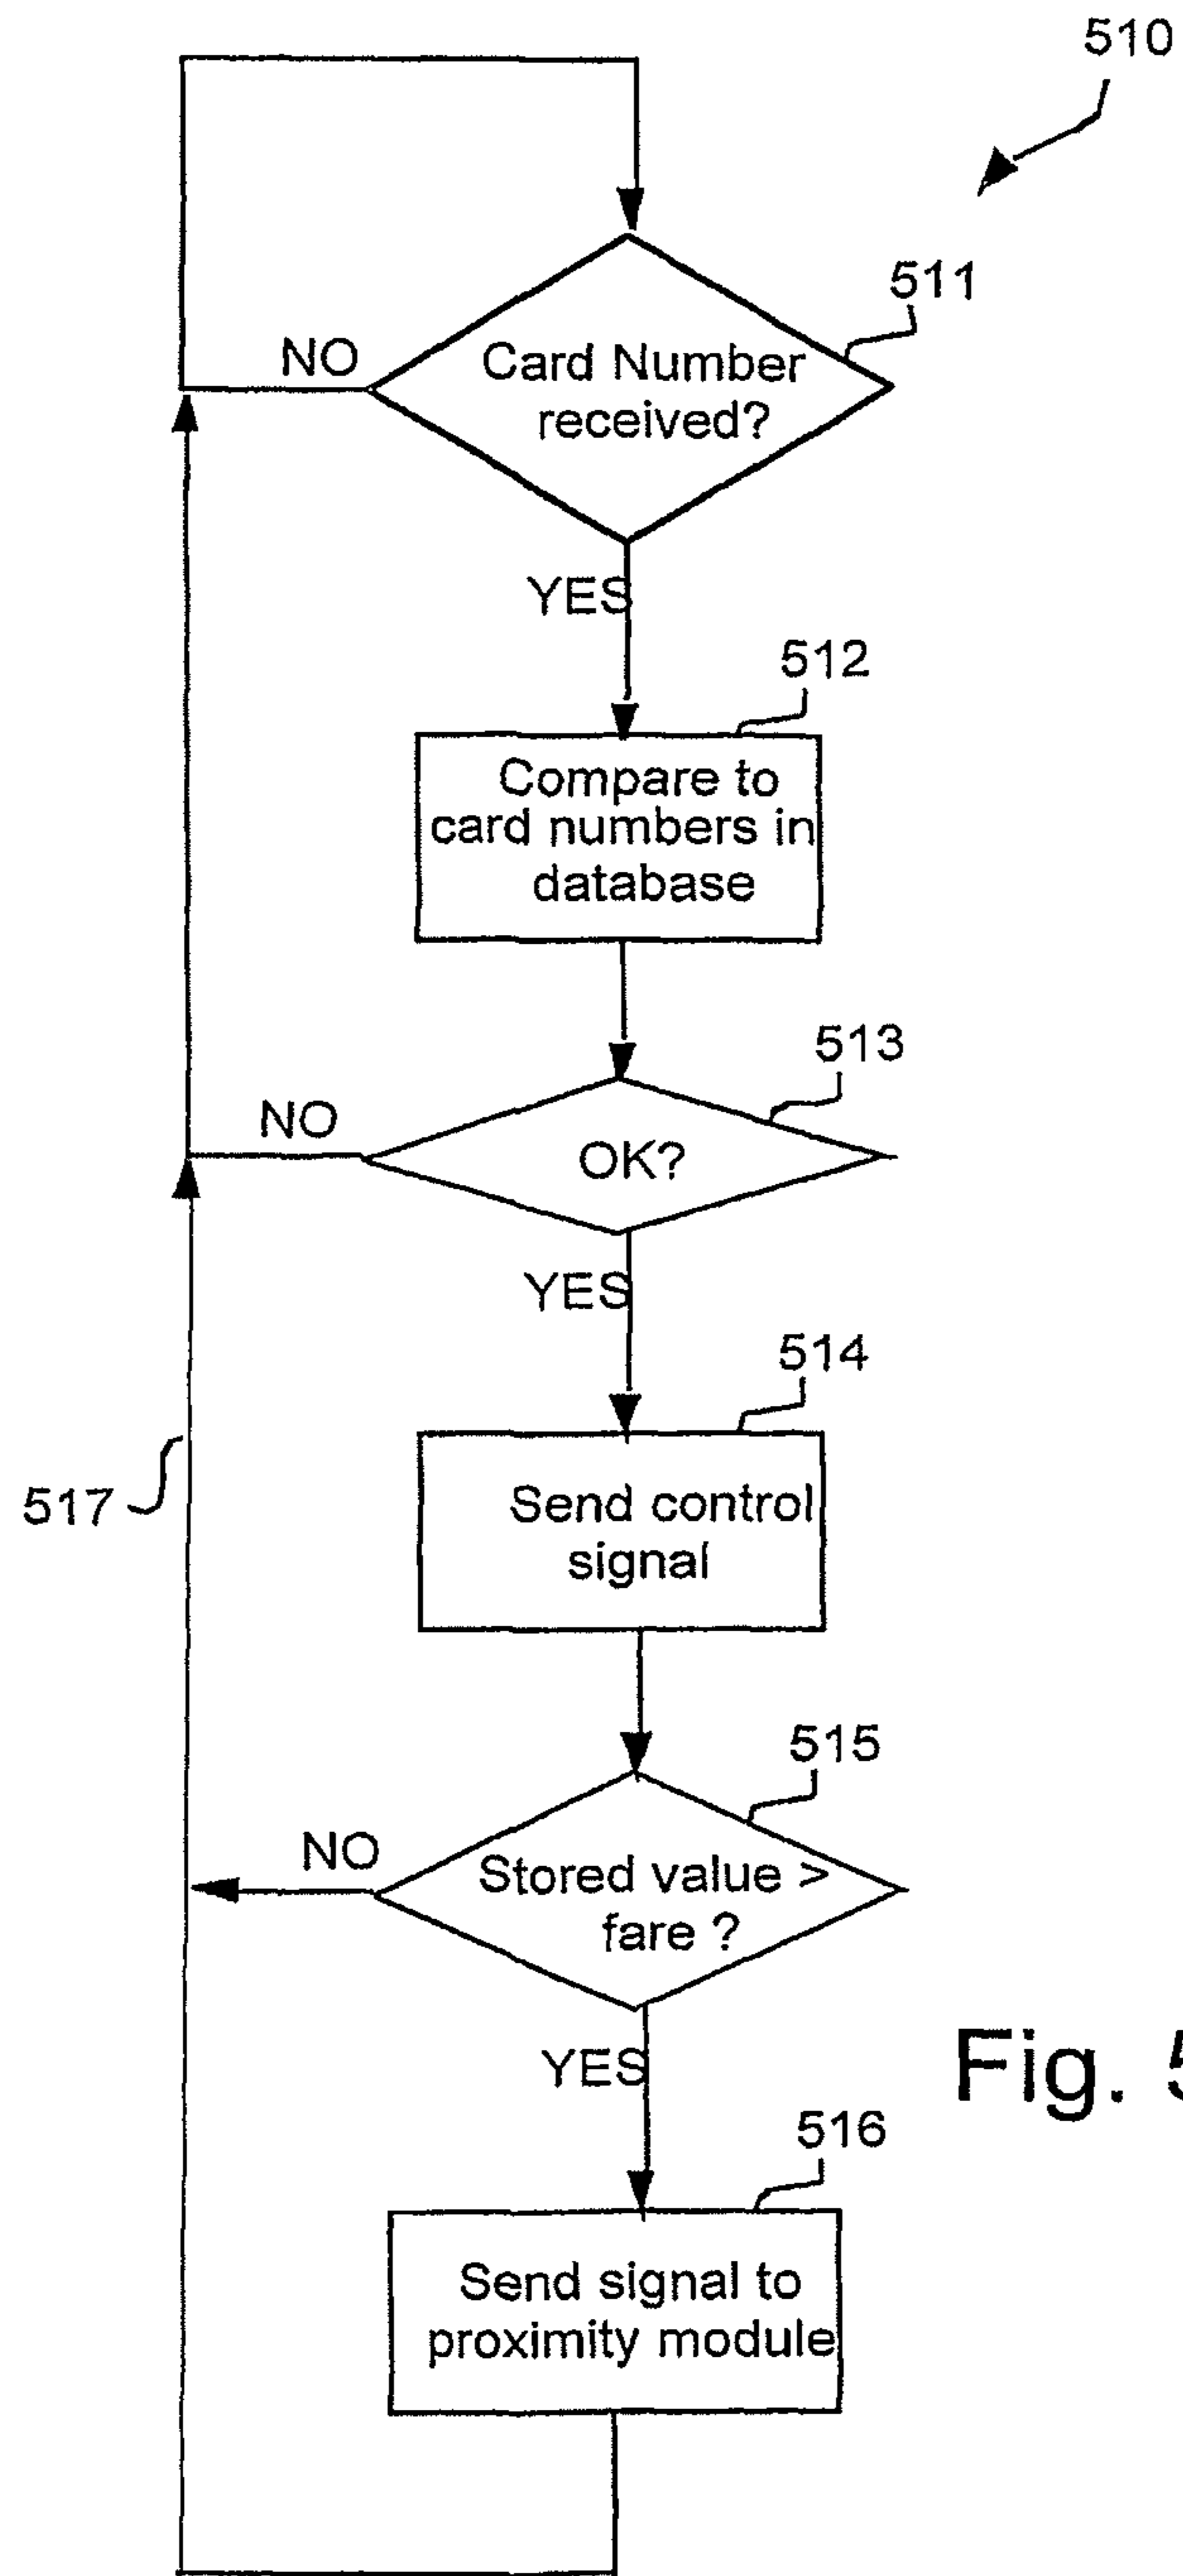 510
511
NO
Card Number
received?
YES
512
Compare to
card numbers in
database
513
NO
OK?
YES
514
Send control
signal
517
515
NO
Stored value >
fare ?
YES
Fig. 5
516
Send signal to
proximity module